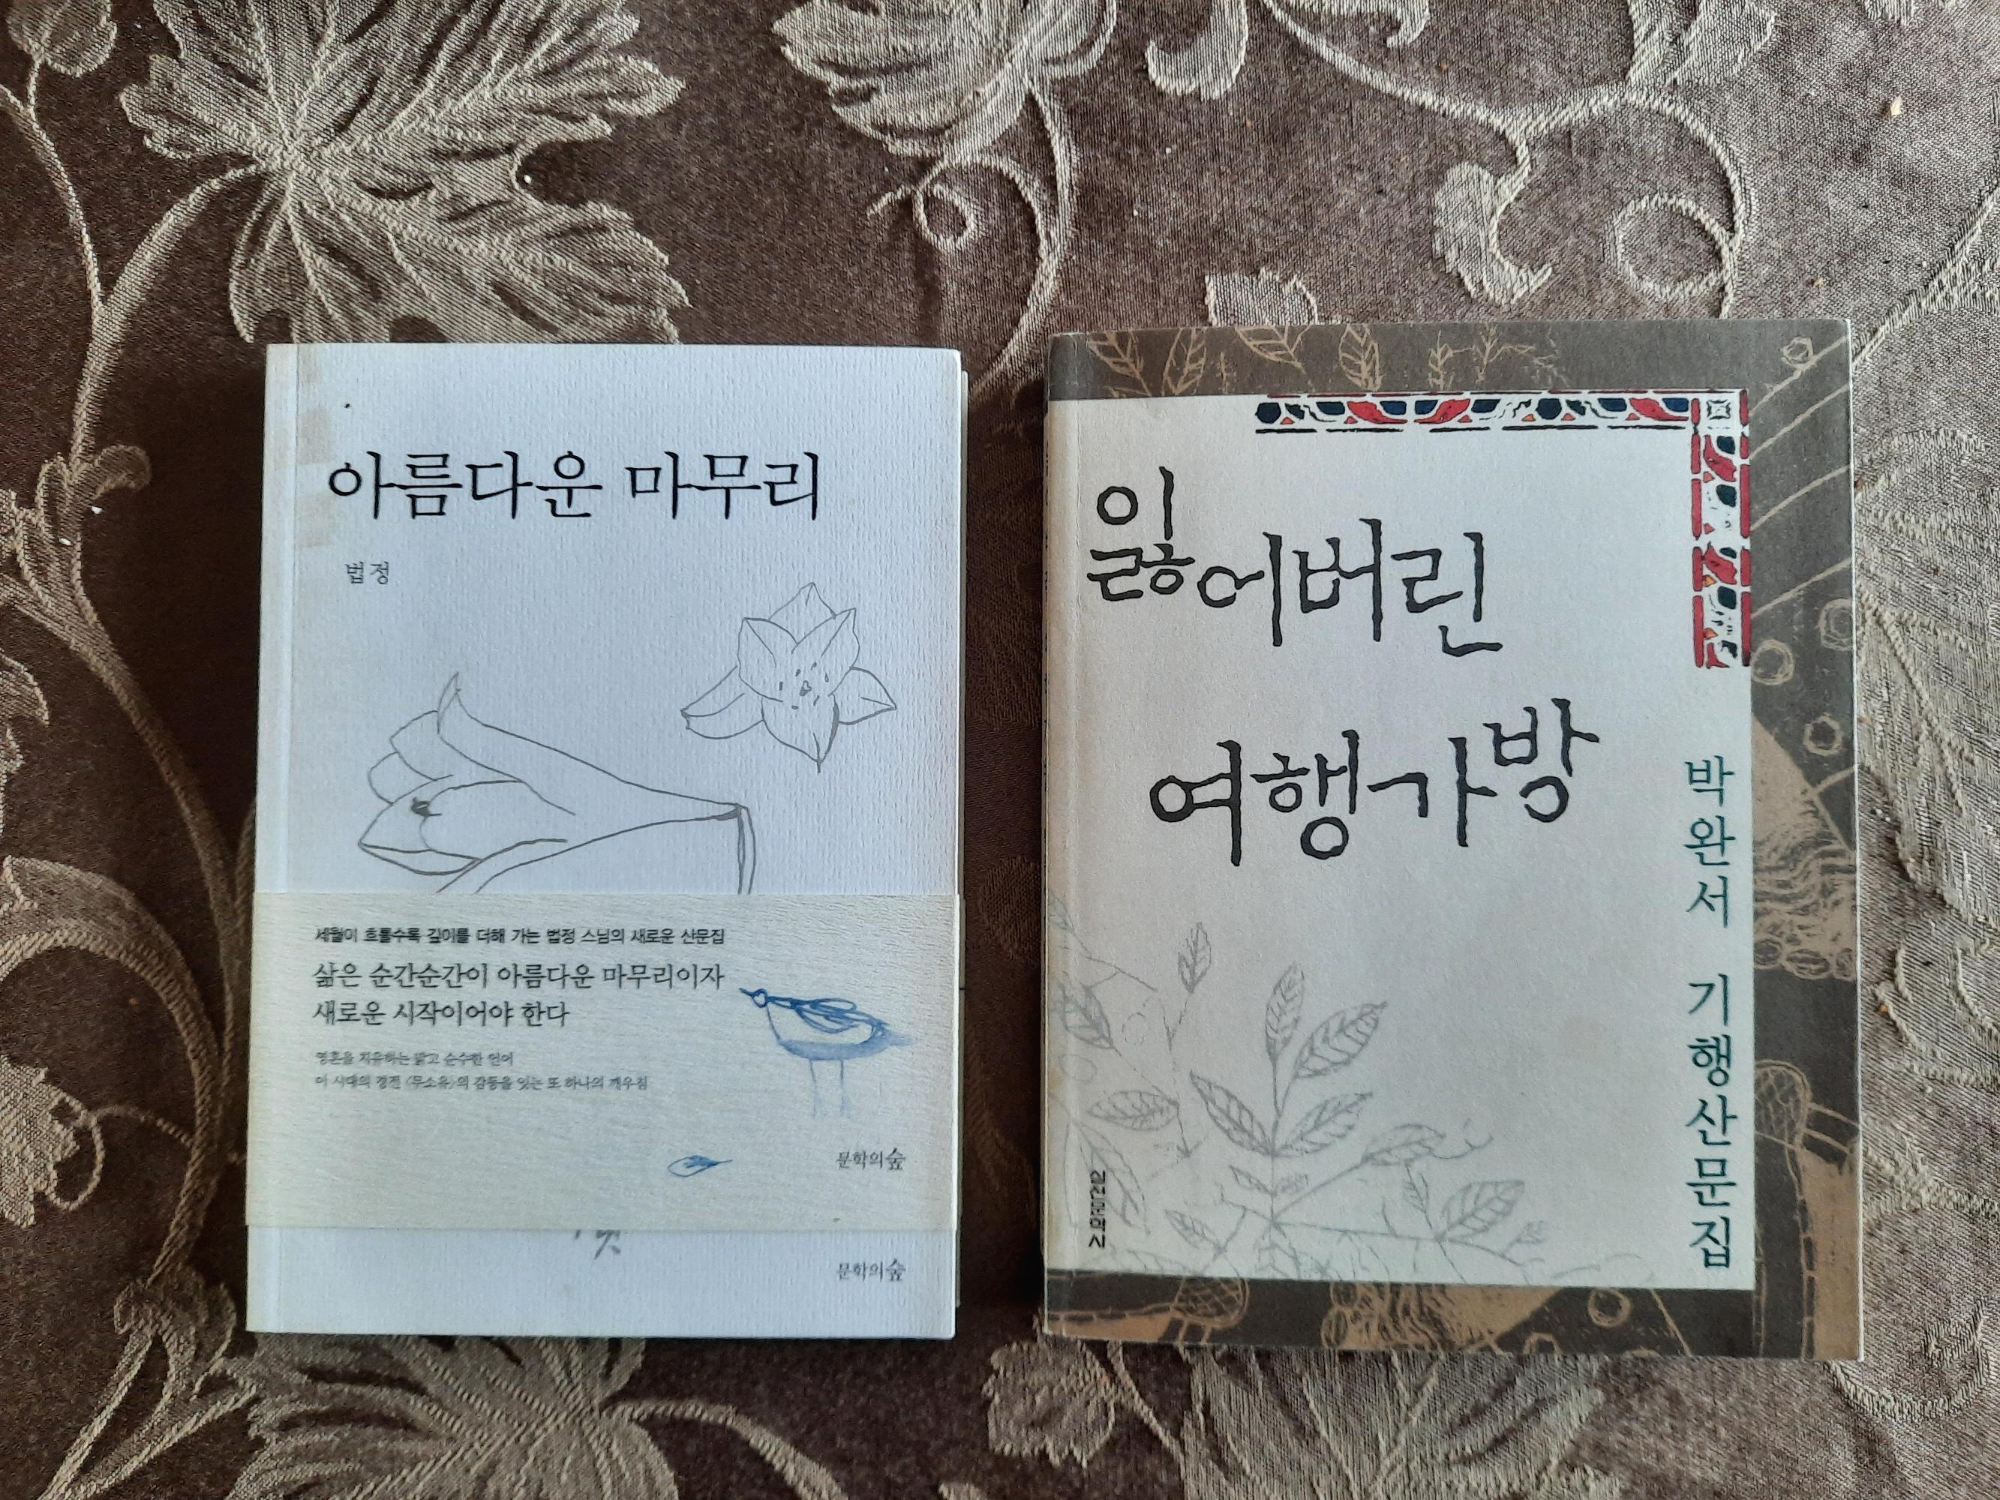 아름다운 마무리
법정
세월이 흐를수록 깊이를 더해 가는 법정 스님의 새로운 산문집
삶은 순간순간이 아름다운 마무리이자
새로운 시작이어야 한다
영혼을 치유하는 맑고 순수한 언어
이 시대의 경전 〈무소유〉의 감동을 잇는 또 하나의 깨우침
문학의숲
문학의숲
잃어버린
여행가방
박완서 기행산문집
실천문학사